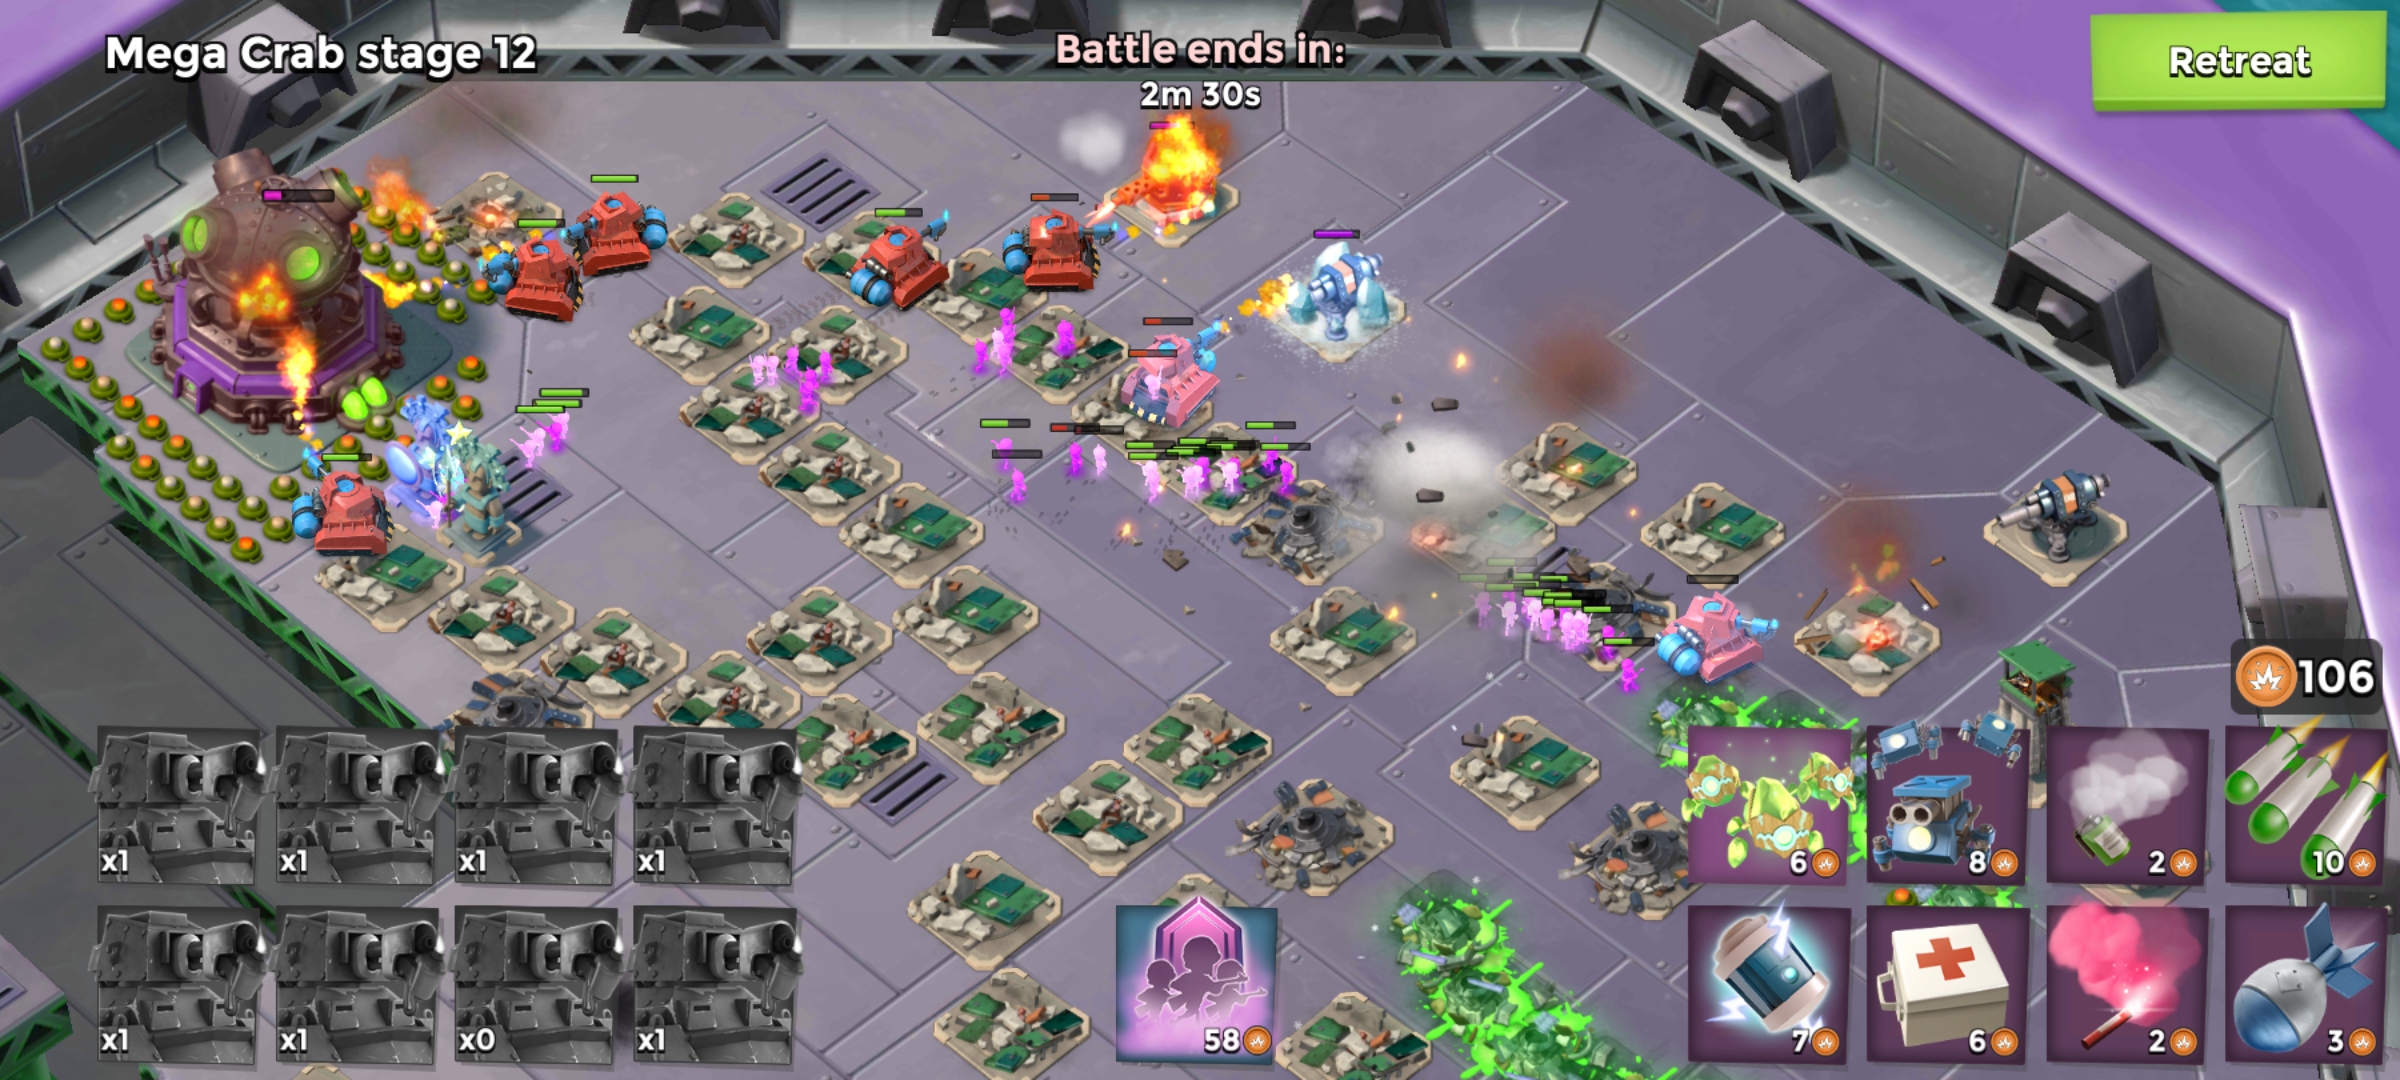 Mega Crab stage 12
Battle ends in:
2m 30s
Retreat
106
x1
x1
x1
x1
6
8
2
10
x1
x1
x0
x1
58
7
6
2
3